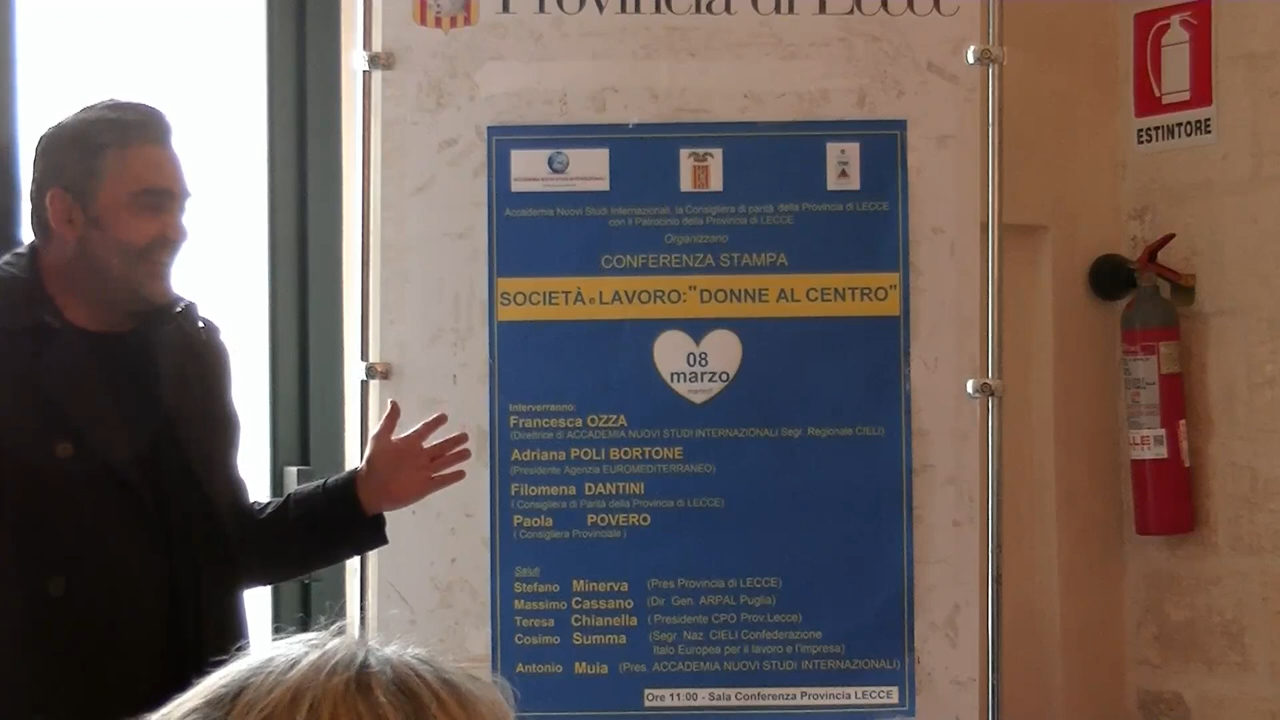 Provincia di Lecce
ESTINTORE
ACCADEMIA NUOVI STUDI INTERNAZIONALI
Accademia Nuovi Studi Internazionali, la Consigliera di parità della Provincia di LECCE
con il Patrocinio della Provincia di LECCE
Organizzano
CONFERENZA STAMPA
SOCIETÀ e LAVORO: "DONNE AL CENTRO"
08
marzo
Interverranno:
Francesca OZZA
(Direttrice di ACCADEMIA NUOVI STUDI INTERNAZIONALI Segr. Regionale CIELI)
Adriana POLI BORTONE
(Presidente Agenzia EUROMEDITERRANEO)
Filomena DANTINI
( Consigliera di Parità della Provincia di LECCE)
Paola POVERO
( Consigliera Provinciale )
Saluti
Stefano Minerva (Pres Provincia di LECCE)
Massimo Cassano (Dir. Gen. ARPAL Puglia)
Teresa Chianella ( Presidente CPO Prov.Lecce)
Cosimo Summa (Segr. Naz. CIELI Confederazione
Italo Europea per il lavoro e l'impresa)
Antonio Muia (Pres. ACCADEMIA NUOVI STUDI INTERNAZIONALI)
Ore 11:00 - Sala Conferenza Provincia LECCE